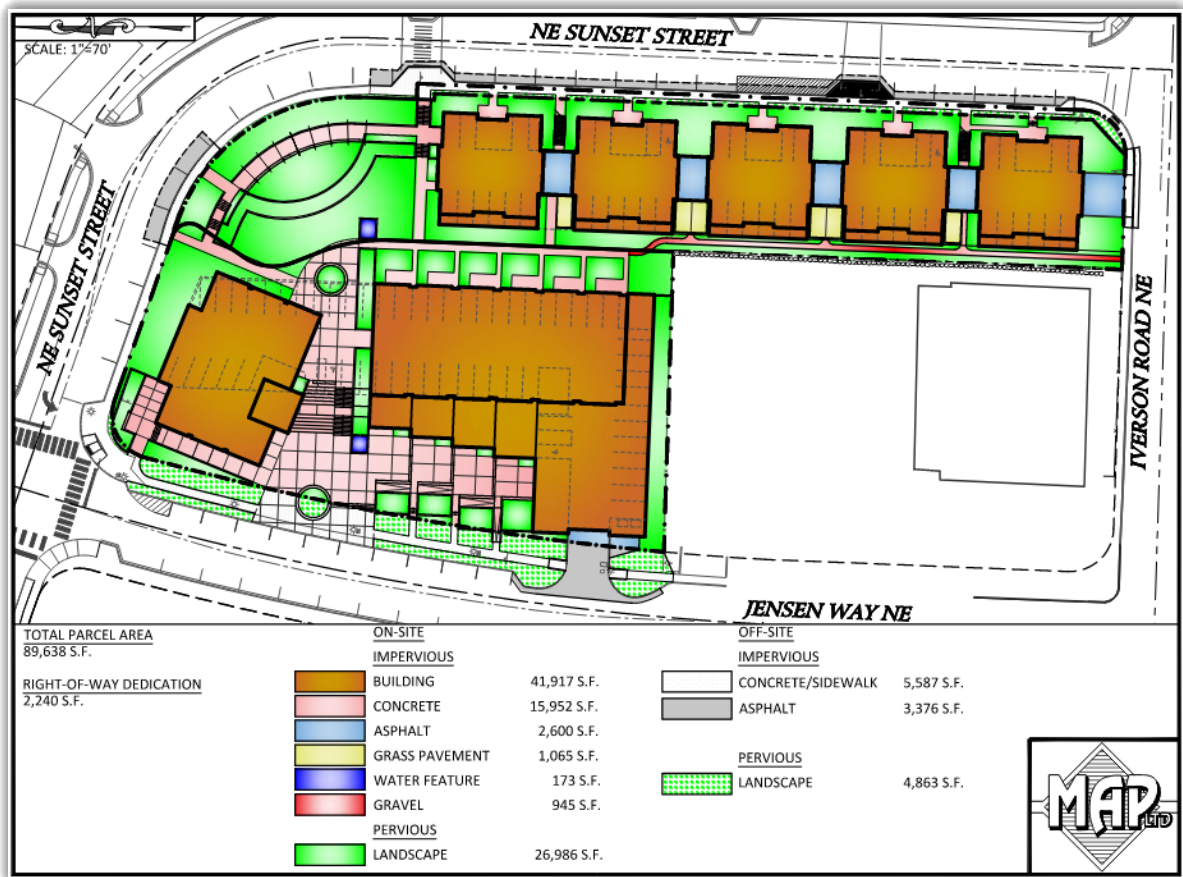 SCALE: 1"=70'
NE SUNSET STREET
NE SUNSET STREET
IVERSON ROAD NE
JENSEN WAY NE
TOTAL PARCEL AREA
89,638 S.F.
RIGHT-OF-WAY DEDICATION
2,240 S.F.
ON-SITE
IMPERVIOUS
BUILDING 41,917 S.F.
CONCRETE 15,952 S.F.
ASPHALT 2,600 S.F.
GRASS PAVEMENT 1,065 S.F.
WATER FEATURE 173 S.F.
GRAVEL 945 S.F.
PERVIOUS
LANDSCAPE 26,986 S.F.
OFF-SITE
IMPERVIOUS
CONCRETE/SIDEWALK 5,587 S.F.
ASPHALT 3,376 S.F.
PERVIOUS
LANDSCAPE 4,863 S.F.
MAP LTD